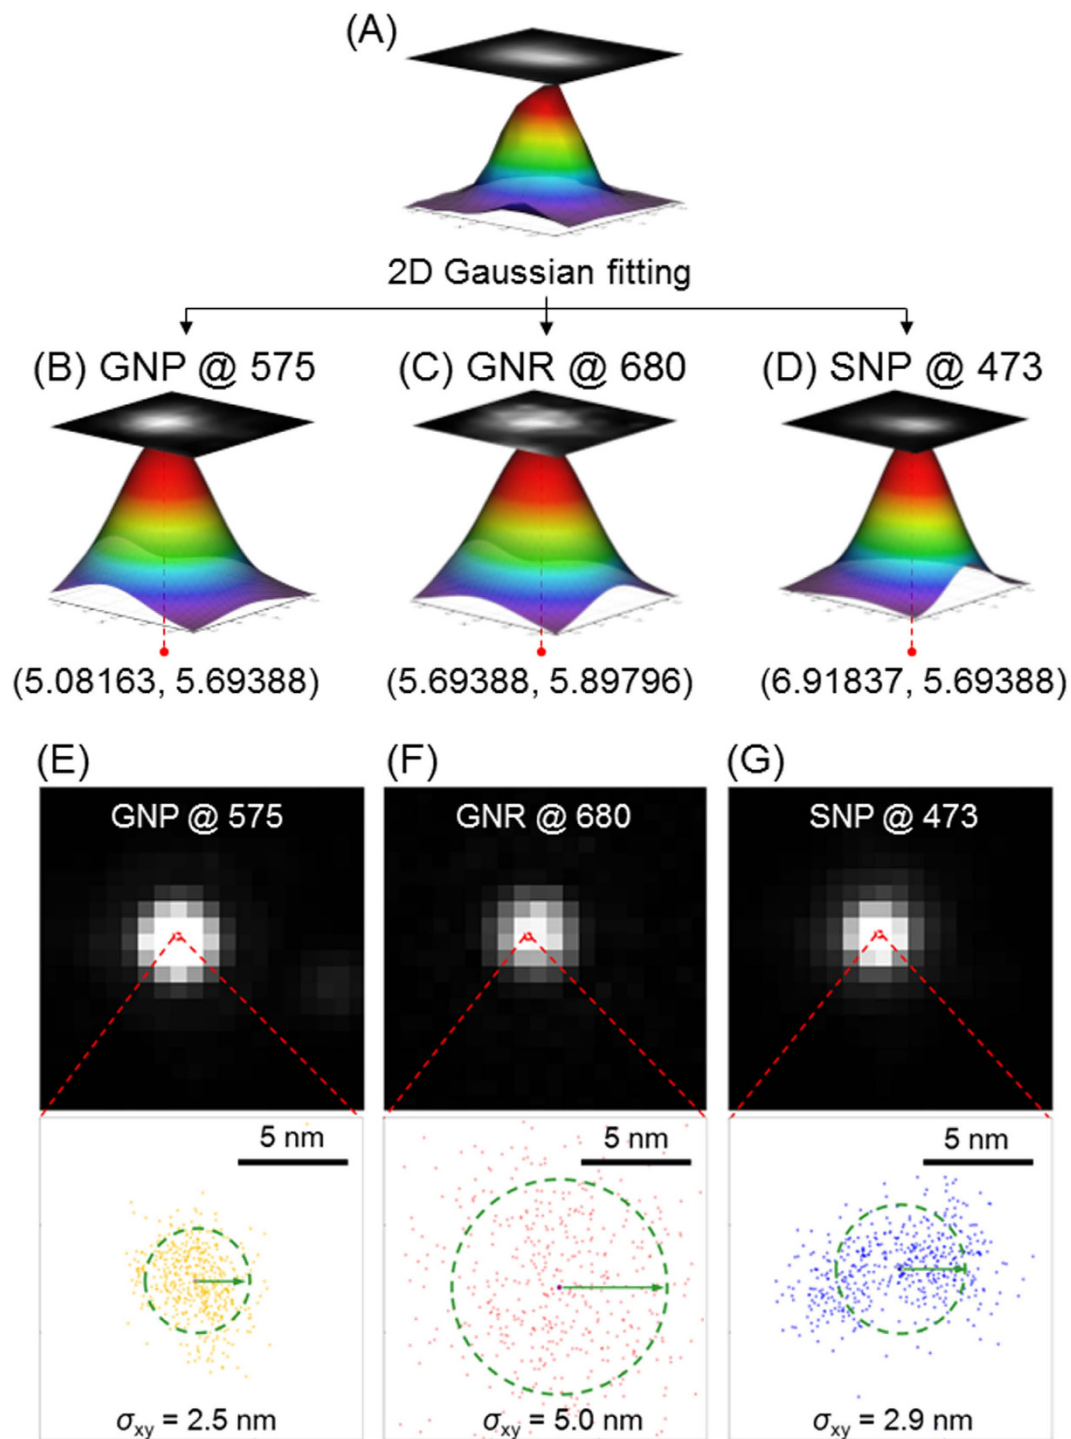 (A)
2D Gaussian fitting
(B) GNP @ 575
(C) GNR @ 680
(D) SNP @ 473
(5.08163, 5.69388)
(5.69388, 5.89796)
(6.91837, 5.69388)
(E)
(F)
(G)
GNP @ 575
GNR @ 680
SNP @ 473
5 nm
5 nm
5 nm
σxy = 2.5 nm
σxy = 5.0 nm
σxy = 2.9 nm